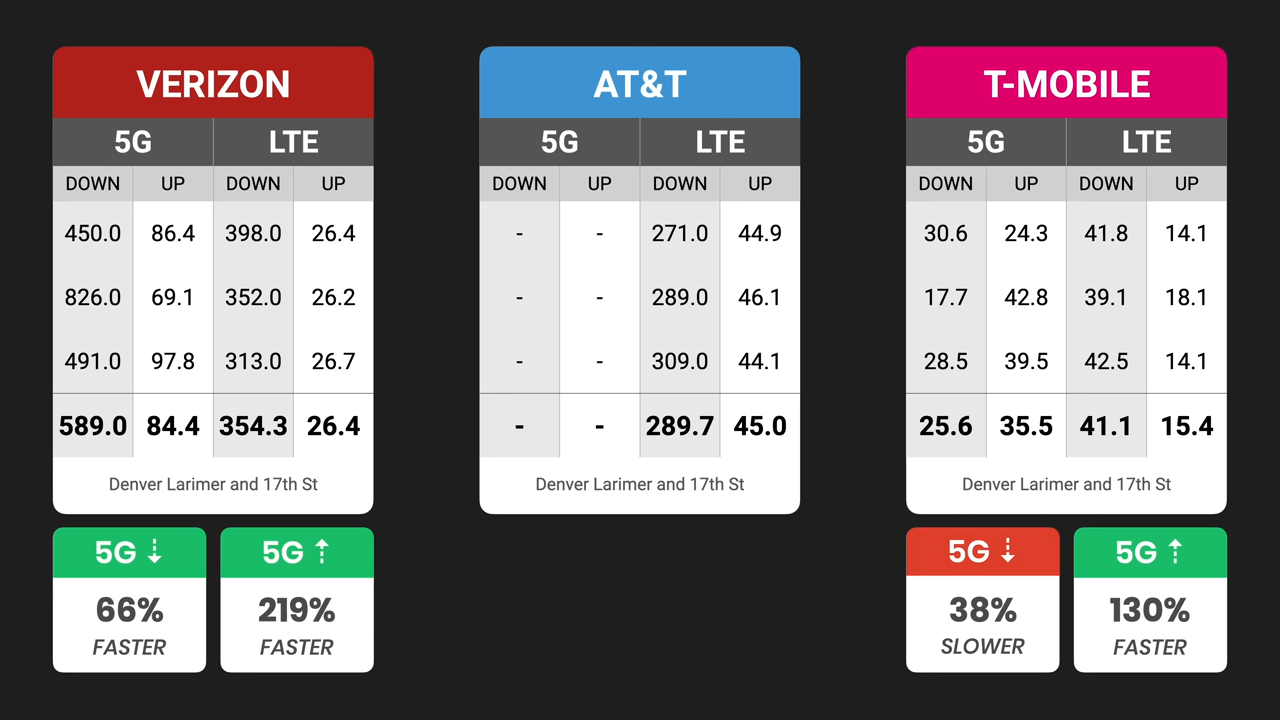 VERIZON
5G LTE
DOWN UP DOWN UP
450.0 86.4 398.0 26.4
826.0 69.1 352.0 26.2
491.0 97.8 313.0 26.7
589.0 84.4 354.3 26.4
Denver Larimer and 17th St
5G
66%
FASTER
5G
219%
FASTER
AT&T
5G LTE
DOWN UP DOWN UP
- - 271.0 44.9
- - 289.0 46.1
- - 309.0 44.1
- - 289.7 45.0
Denver Larimer and 17th St
T-MOBILE
5G LTE
DOWN UP DOWN UP
30.6 24.3 41.8 14.1
17.7 42.8 39.1 18.1
28.5 39.5 42.5 14.1
25.6 35.5 41.1 15.4
Denver Larimer and 17th St
5G
38%
SLOWER
5G
130%
FASTER